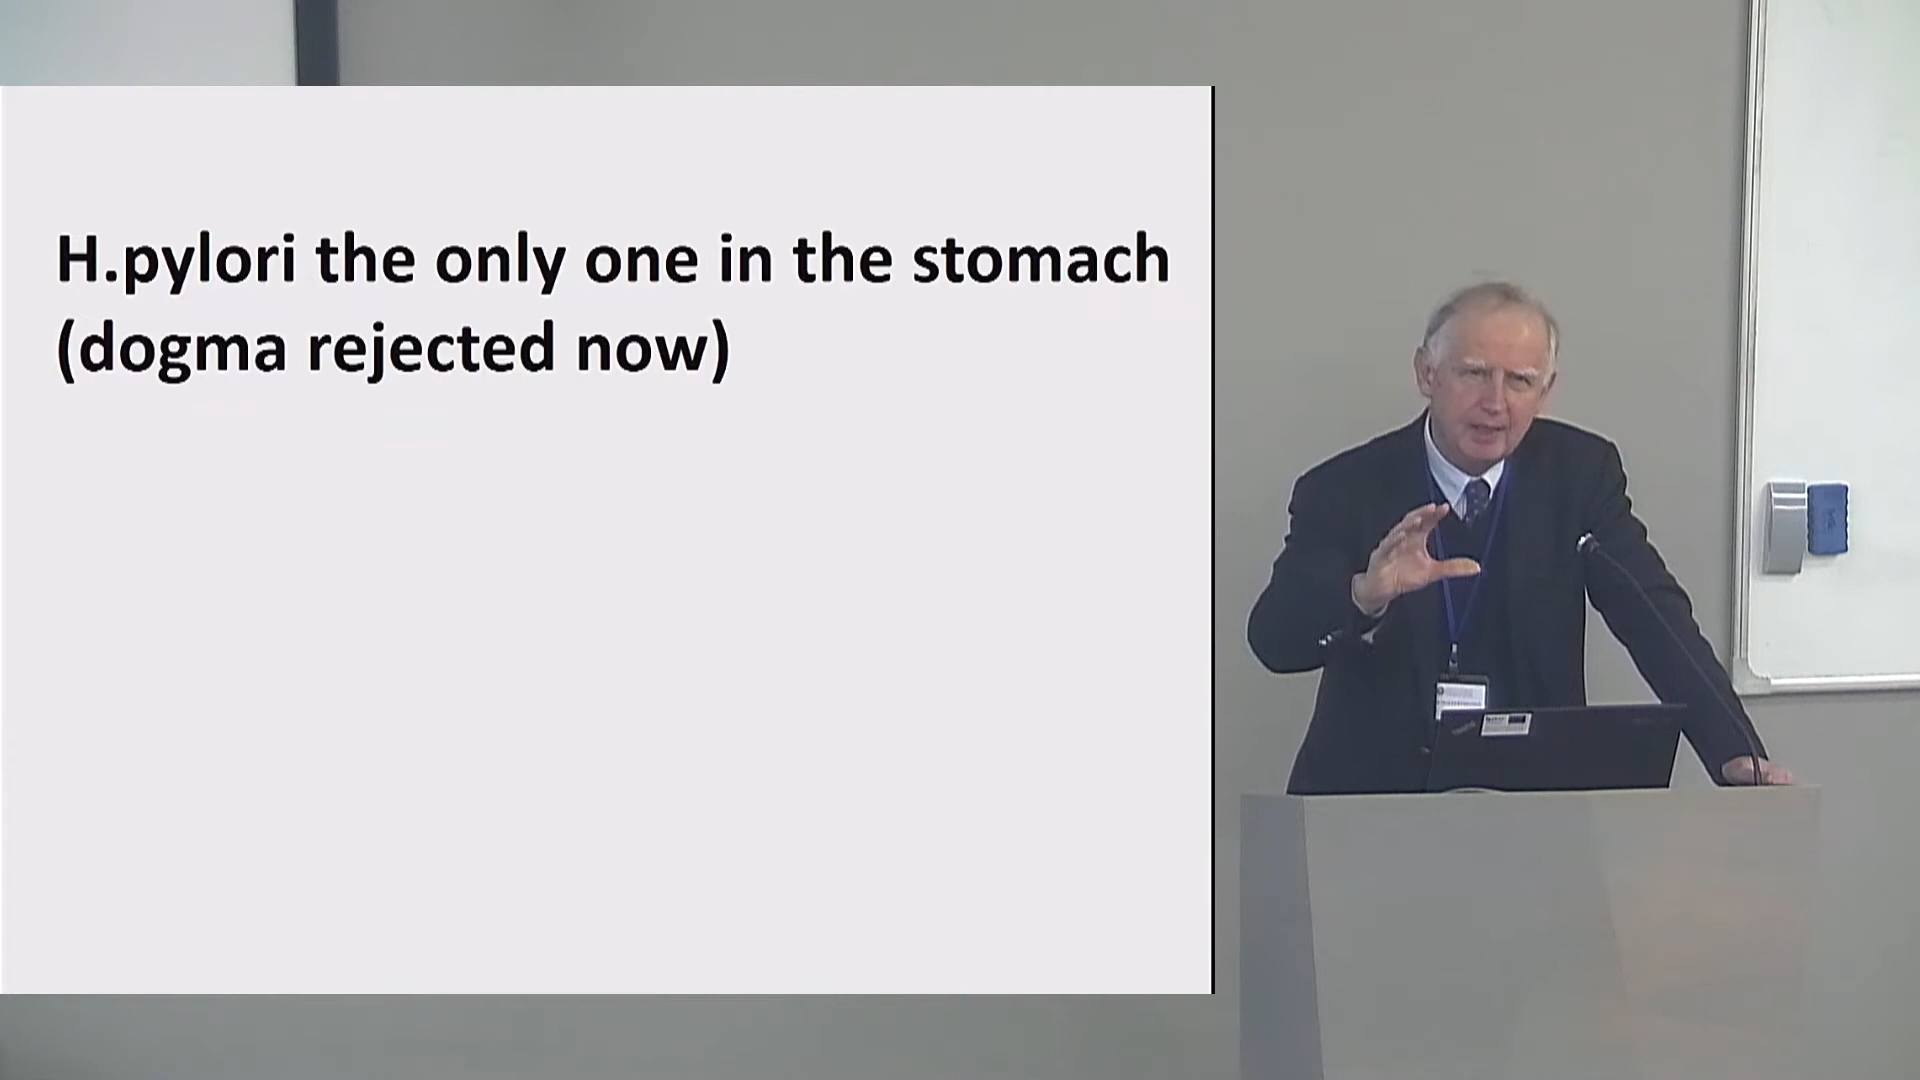 H.pylori the only one in the stomach
(dogma rejected now)